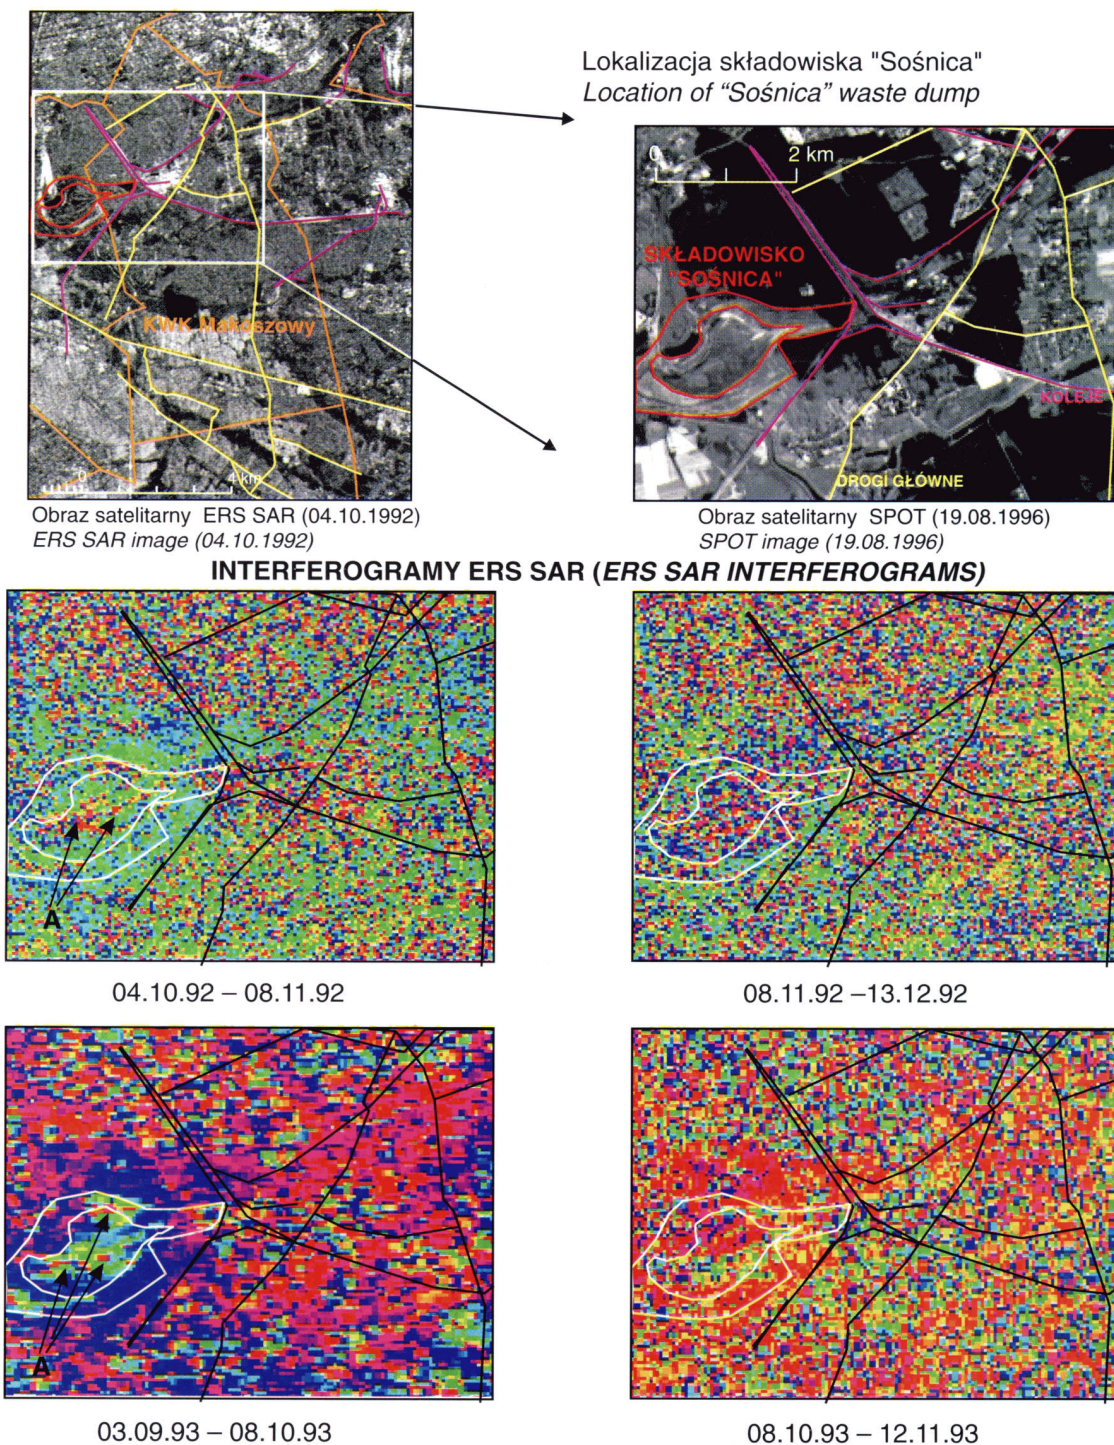 Lokalizacja składowiska "Sośnica"
Location of “Sośnica” waste dump
KWK Makoszowy
0 4 km
0 2 km
SKŁADOWISKO
"SOŚNICA"
KOLEJE
DROGI GŁÓWNE
Obraz satelitarny ERS SAR (04.10.1992)
ERS SAR image (04.10.1992)
Obraz satelitarny SPOT (19.08.1996)
SPOT image (19.08.1996)
INTERFEROGRAMY ERS SAR (ERS SAR INTERFEROGRAMS)
A
04.10.92 – 08.11.92
08.11.92 –13.12.92
A
03.09.93 – 08.10.93
08.10.93 – 12.11.93